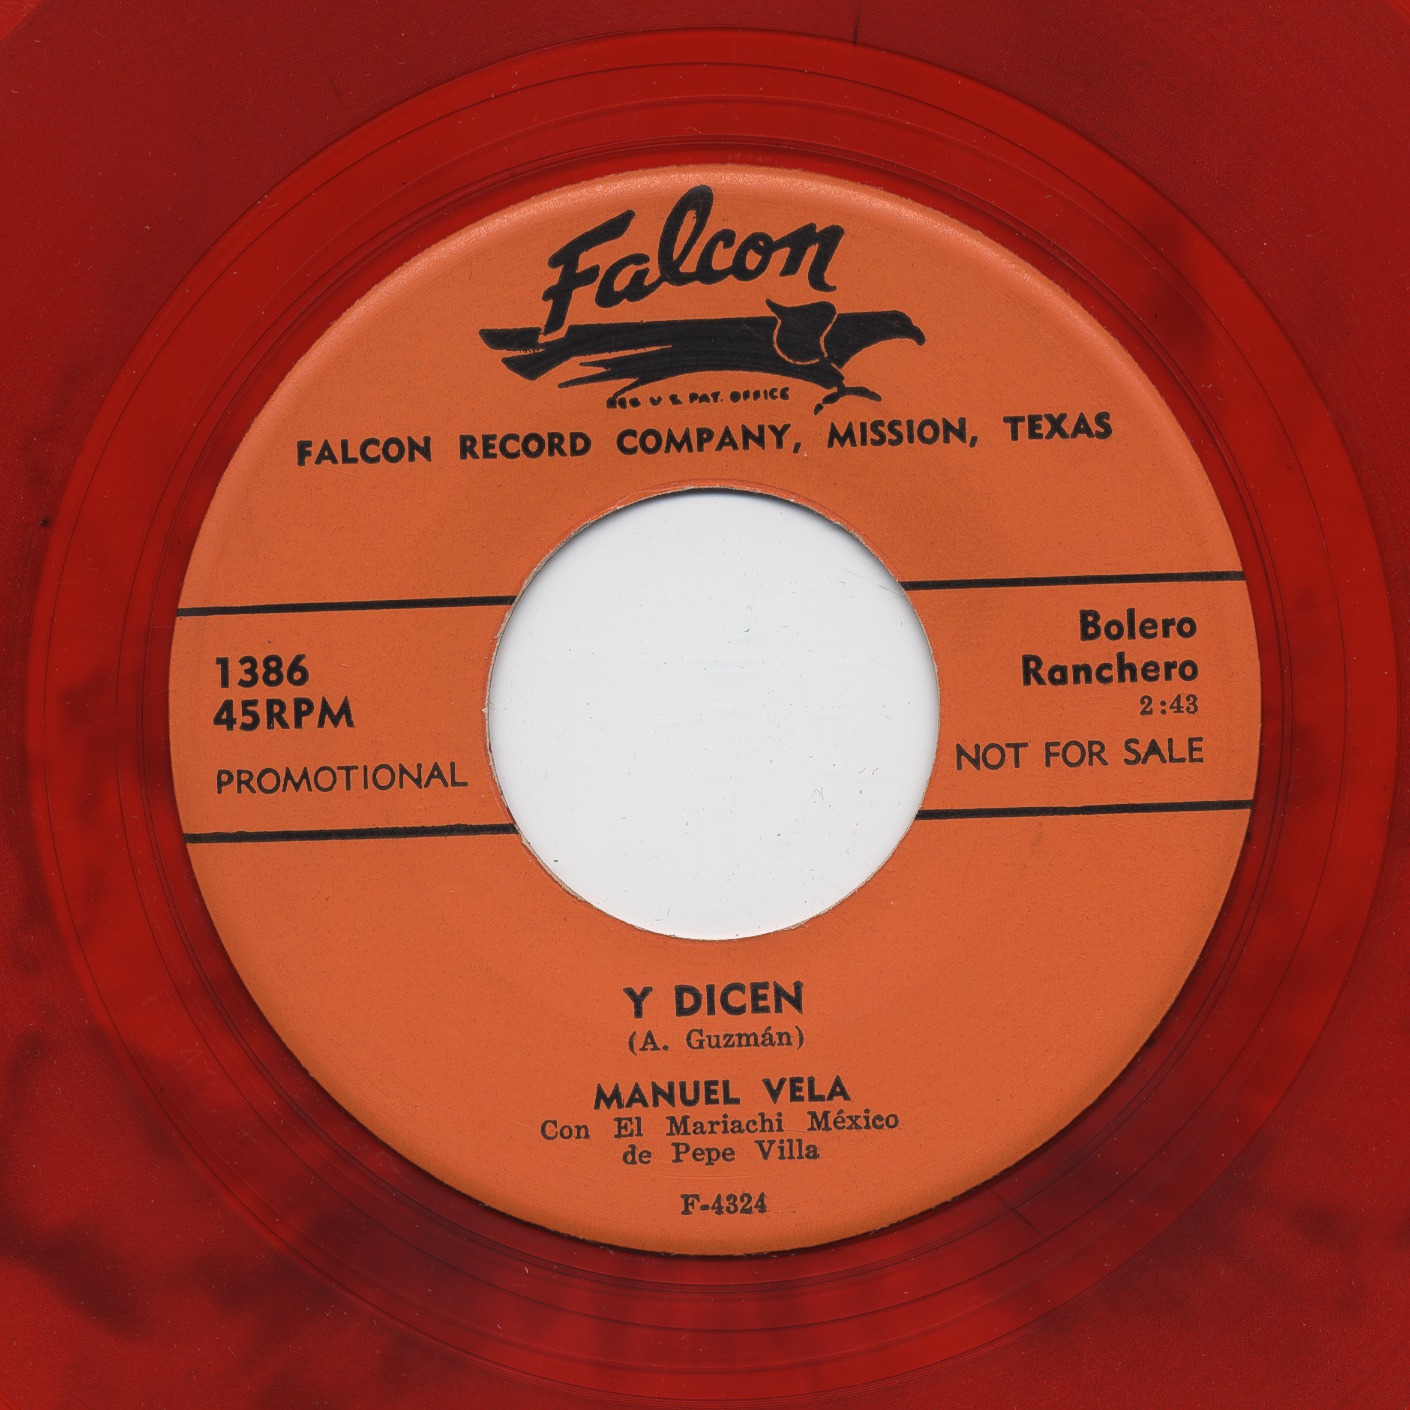 Falcon
REG U S PAT. OFFICE
FALCON RECORD COMPANY, MISSION, TEXAS
1386
45RPM
PROMOTIONAL
Bolero
Ranchero
2:43
NOT FOR SALE
Y DICEN
(A. Guzmán)
MANUEL VELA
Con El Mariachi México
de Pepe Villa
F-4324